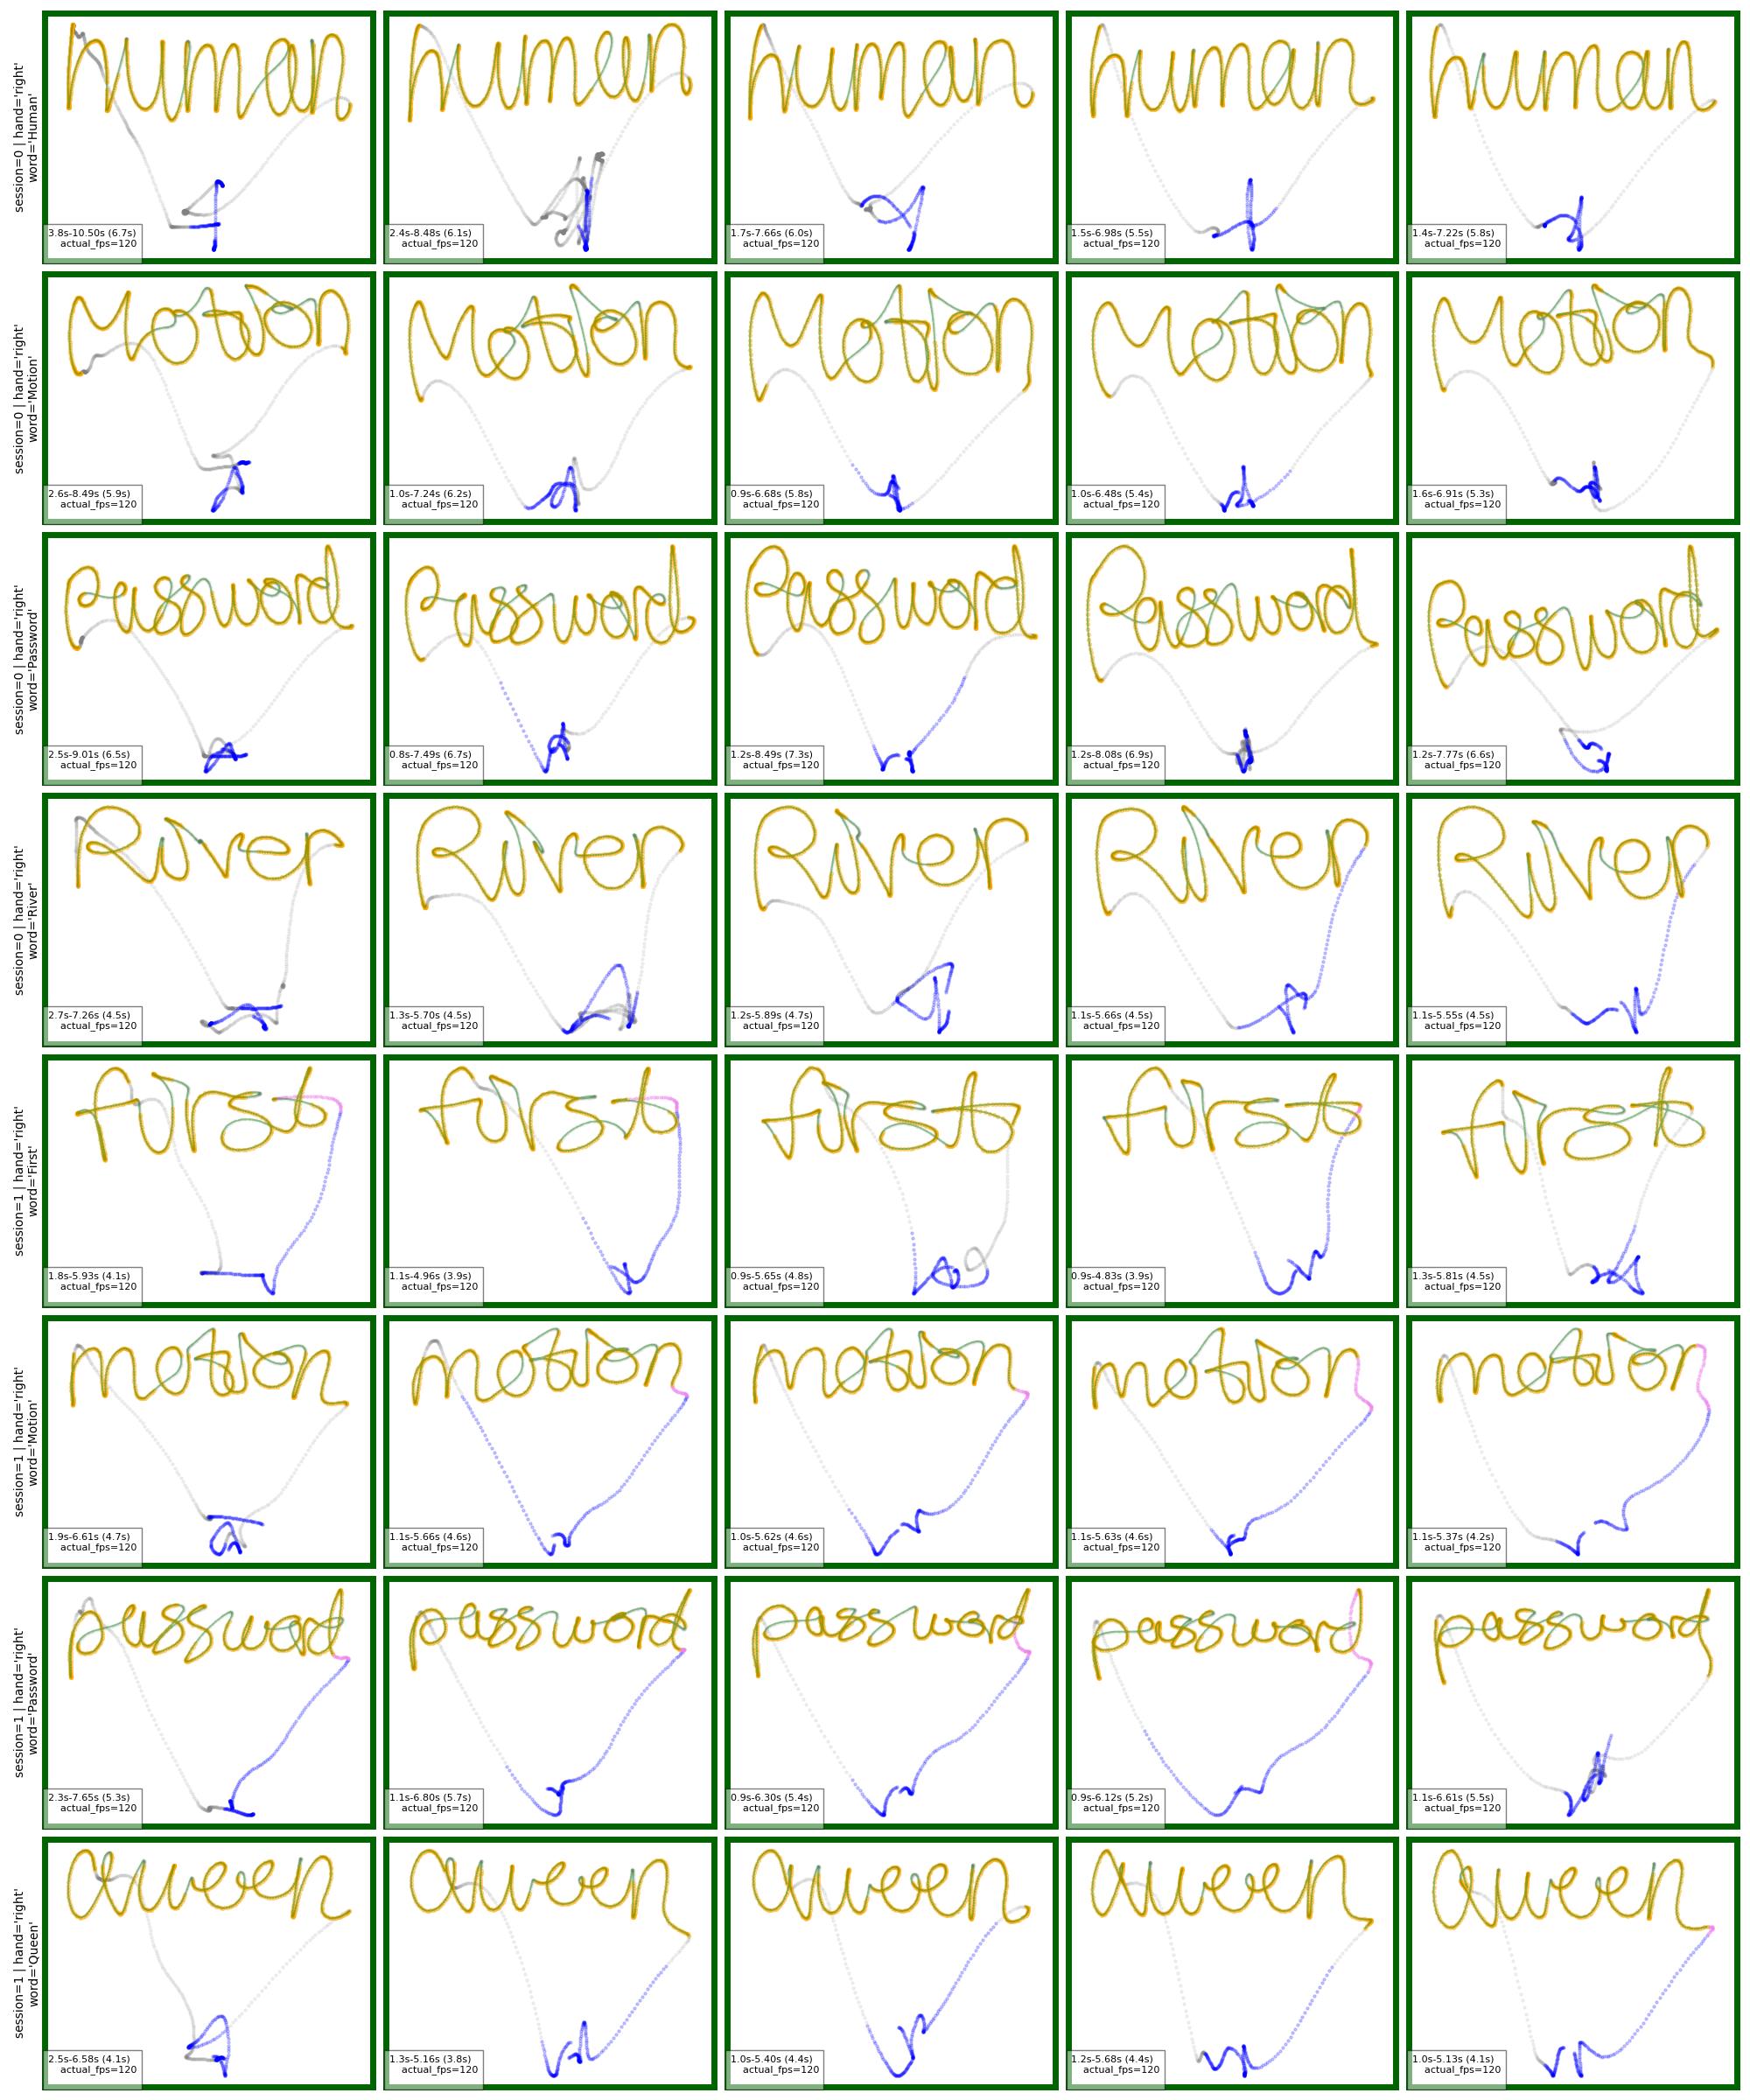 session=0 | hand='right'
word='Human'
human human human human human
3.8s-10.50s (6.7s)
actual_fps=120
2.4s-8.48s (6.1s)
actual_fps=120
1.7s-7.66s (6.0s)
actual_fps=120
1.5s-6.98s (5.5s)
actual_fps=120
1.4s-7.22s (5.8s)
actual_fps=120
session=0 | hand='right'
word='Motion'
Motion Motion Motion Motion Motion
2.6s-8.49s (5.9s)
actual_fps=120
1.0s-7.24s (6.2s)
actual_fps=120
0.9s-6.68s (5.8s)
actual_fps=120
1.0s-6.48s (5.4s)
actual_fps=120
1.6s-6.91s (5.3s)
actual_fps=120
session=0 | hand='right'
word='Password'
Password Password Password Password Password
2.5s-9.01s (6.5s)
actual_fps=120
0.8s-7.49s (6.7s)
actual_fps=120
1.2s-8.49s (7.3s)
actual_fps=120
1.2s-8.08s (6.9s)
actual_fps=120
1.2s-7.77s (6.6s)
actual_fps=120
session=0 | hand='right'
word='River'
River River River River River
2.7s-7.26s (4.5s)
actual_fps=120
1.3s-5.70s (4.5s)
actual_fps=120
1.2s-5.89s (4.7s)
actual_fps=120
1.1s-5.66s (4.5s)
actual_fps=120
1.1s-5.55s (4.5s)
actual_fps=120
session=1 | hand='right'
word='First'
first first first first first
1.8s-5.93s (4.1s)
actual_fps=120
1.1s-4.96s (3.9s)
actual_fps=120
0.9s-5.65s (4.8s)
actual_fps=120
0.9s-4.83s (3.9s)
actual_fps=120
1.3s-5.81s (4.5s)
actual_fps=120
session=1 | hand='right'
word='Motion'
motion motion motion motion motion
1.9s-6.61s (4.7s)
actual_fps=120
1.1s-5.66s (4.6s)
actual_fps=120
1.0s-5.62s (4.6s)
actual_fps=120
1.1s-5.63s (4.6s)
actual_fps=120
1.1s-5.37s (4.2s)
actual_fps=120
session=1 | hand='right'
word='Password'
password password password password password
2.3s-7.65s (5.3s)
actual_fps=120
1.1s-6.80s (5.7s)
actual_fps=120
0.9s-6.30s (5.4s)
actual_fps=120
0.9s-6.12s (5.2s)
actual_fps=120
1.1s-6.61s (5.5s)
actual_fps=120
session=1 | hand='right'
word='Queen'
Queen Queen Queen Queen Queen
2.5s-6.58s (4.1s)
actual_fps=120
1.3s-5.16s (3.8s)
actual_fps=120
1.0s-5.40s (4.4s)
actual_fps=120
1.2s-5.68s (4.4s)
actual_fps=120
1.0s-5.13s (4.1s)
actual_fps=120